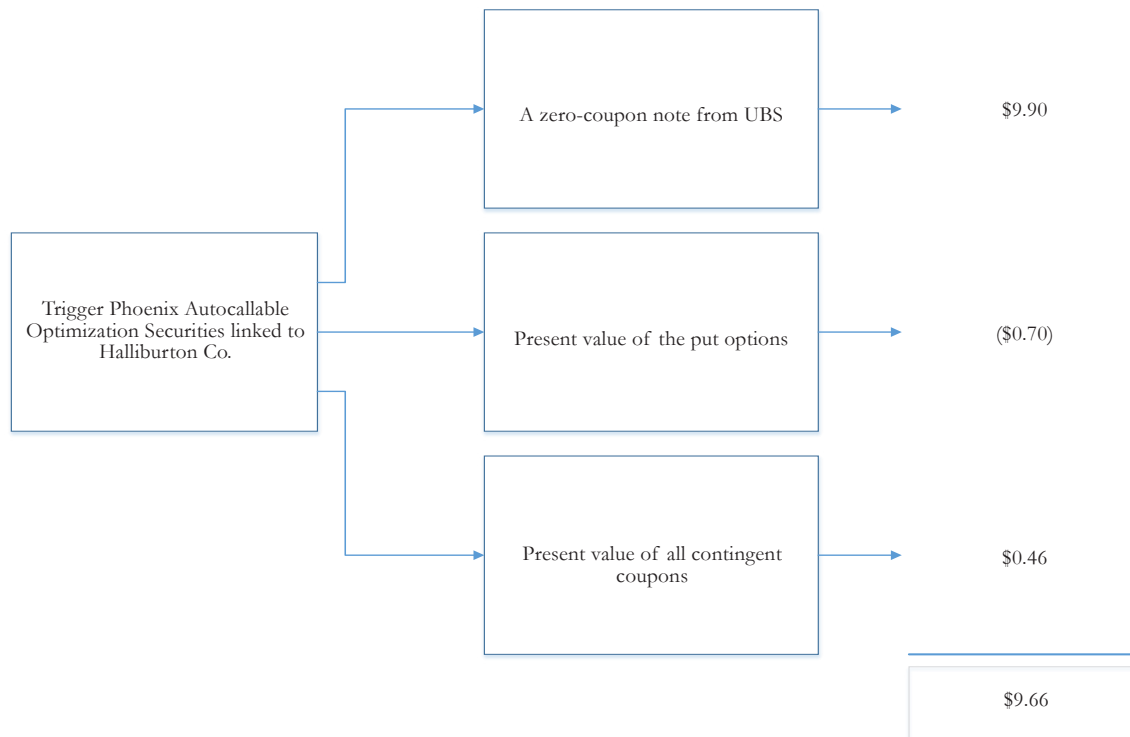 A zero-coupon note from UBS
$9.90
Trigger Phoenix Autocallable
Optimization Securities linked to
Halliburton Co.
Present value of the put options
($0.70)
Present value of all contingent
coupons
$0.46
$9.66